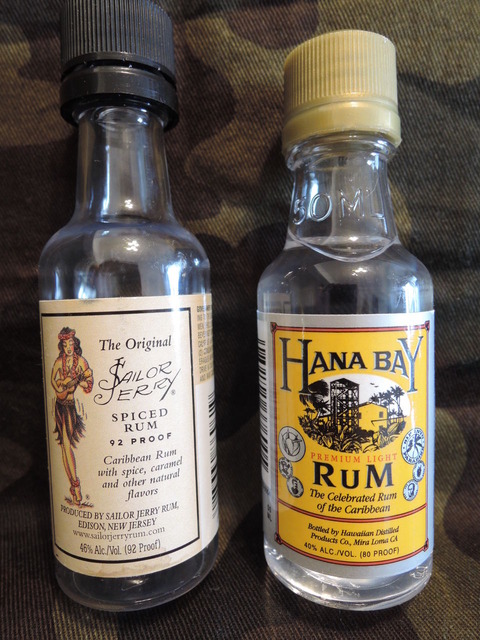 The Original
SAILOR
JERRY®
SPICED
RUM
92 PROOF
Caribbean Rum
with spice, caramel
and other natural
flavors
®
PRODUCED BY SAILOR JERRY RUM,
EDISON, NEW JERSEY
www.sailorjerryrum.com
46% Alc./Vol. (92 Proof)
50 ML
HANA BAY
PREMIUM LIGHT
RUM
The Celebrated Rum
of the Caribbean
Bottled by Hawaiian Distilled
Products Co., Mira Loma CA
40% ALC./VOL. (80 PROOF)